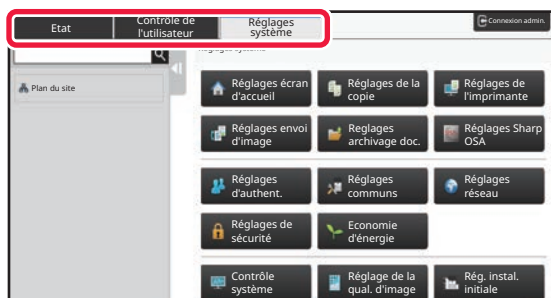 Etat
Contrôle de
l'utilisateur
Réglages
système
Connexion admin.
Plan du site
Réglages écran
d'accueil
Réglages de la
copie
Réglages de
l'imprimante
Réglages envoi
d'image
Reglages
archivage doc.
Réglages Sharp
OSA
Réglages
d'authent.
Réglages
communs
Réglages
réseau
Réglages de
sécurité
Economie
d'énergie
Contrôle
système
Réglage de la
qual. d'image
Rég. instal.
initiale